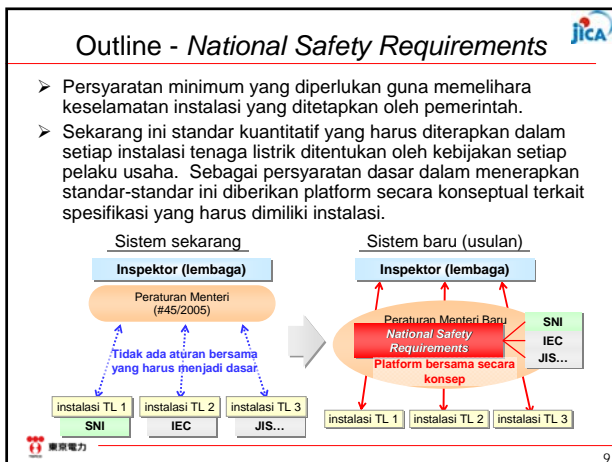 jICA
Outline - National Safety Requirements
➢ Persyaratan minimum yang diperlukan guna memelihara
keselamatan instalasi yang ditetapkan oleh pemerintah.
➢ Sekarang ini standar kuantitatif yang harus diterapkan dalam
setiap instalasi tenaga listrik ditentukan oleh kebijakan setiap
pelaku usaha. Sebagai persyaratan dasar dalam menerapkan
standar-standar ini diberikan platform secara konseptual terkait
spesifikasi yang harus dimiliki instalasi.
Sistem sekarang
Inspektor (lembaga)
Peraturan Menteri
(#45/2005)
Tidak ada aturan bersama
yang harus menjadi dasar
instalasi TL 1
SNI
instalasi TL 2
IEC
instalasi TL 3
JIS...
Sistem baru (usulan)
Inspektor (lembaga)
Peraturan Menteri Baru
National Safety
Requirements
Platform bersama secara
konsep
SNI
IEC
JIS...
instalasi TL 1
instalasi TL 2
instalasi TL 3
東京電力
9